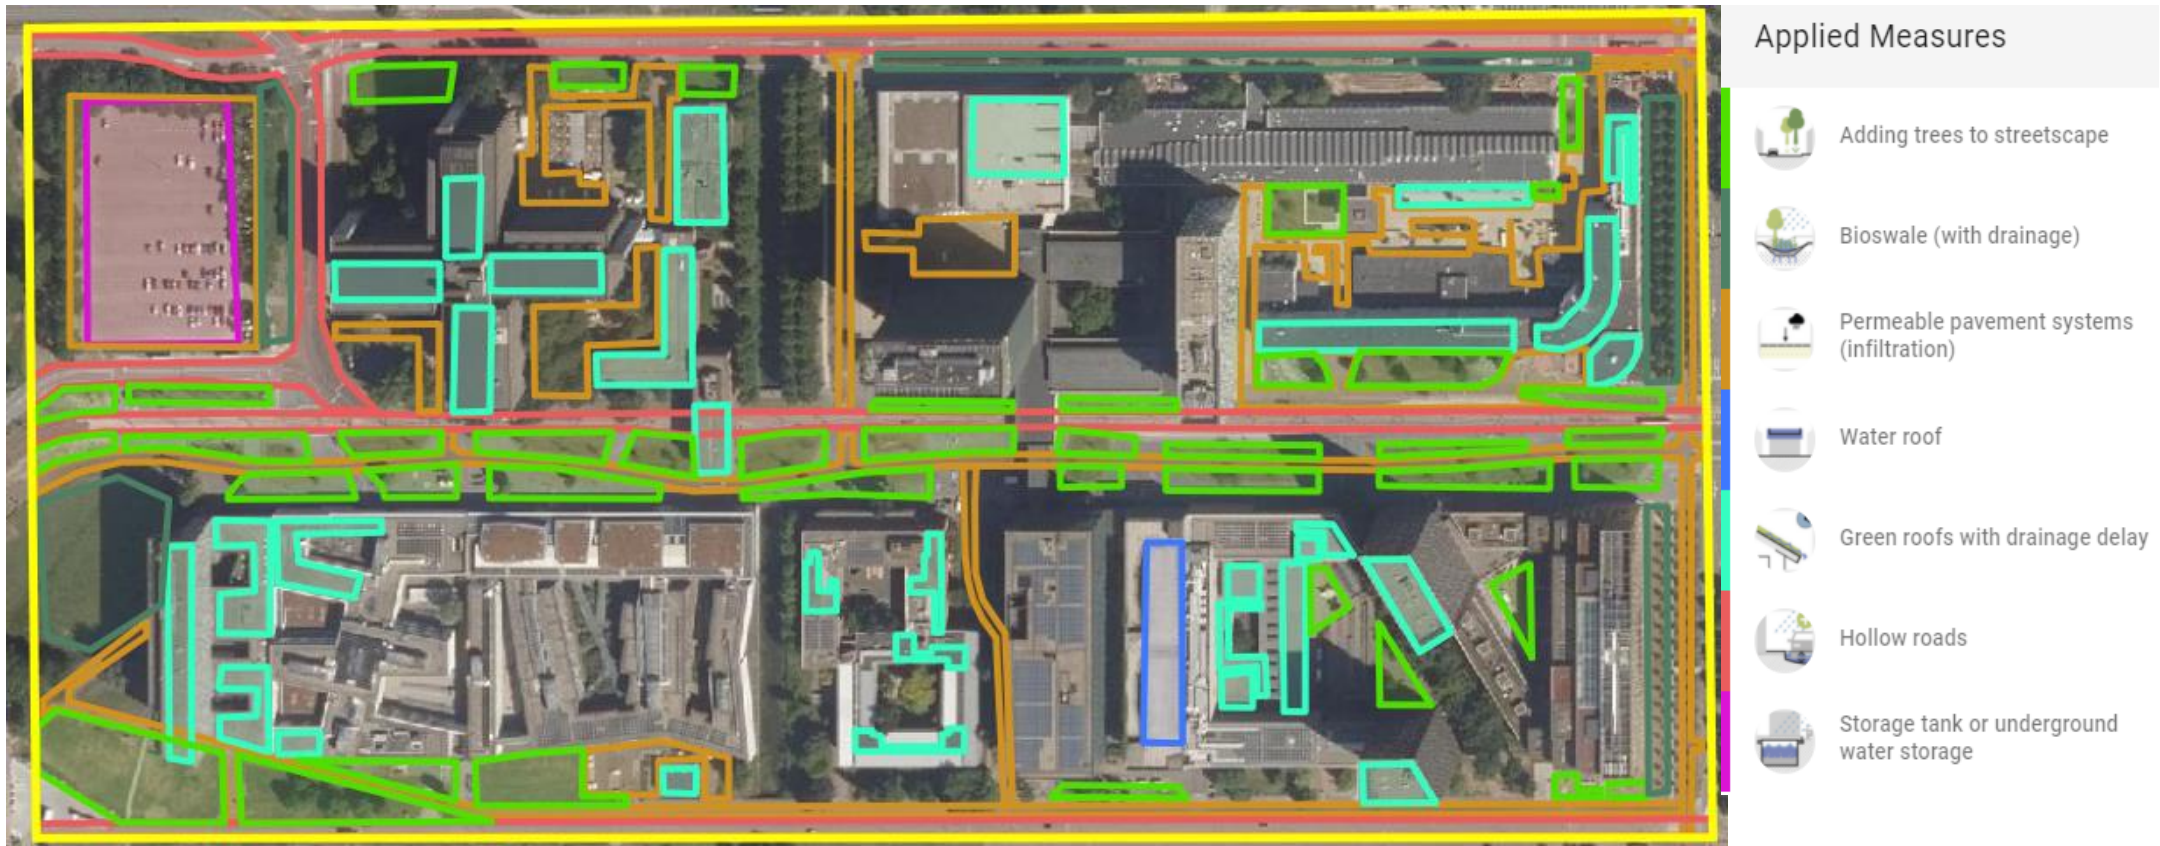 Applied Measures
Adding trees to streetscape
Bioswale (with drainage)
Permeable pavement systems
(infiltration)
Water roof
Green roofs with drainage delay
Hollow roads
Storage tank or underground
water storage